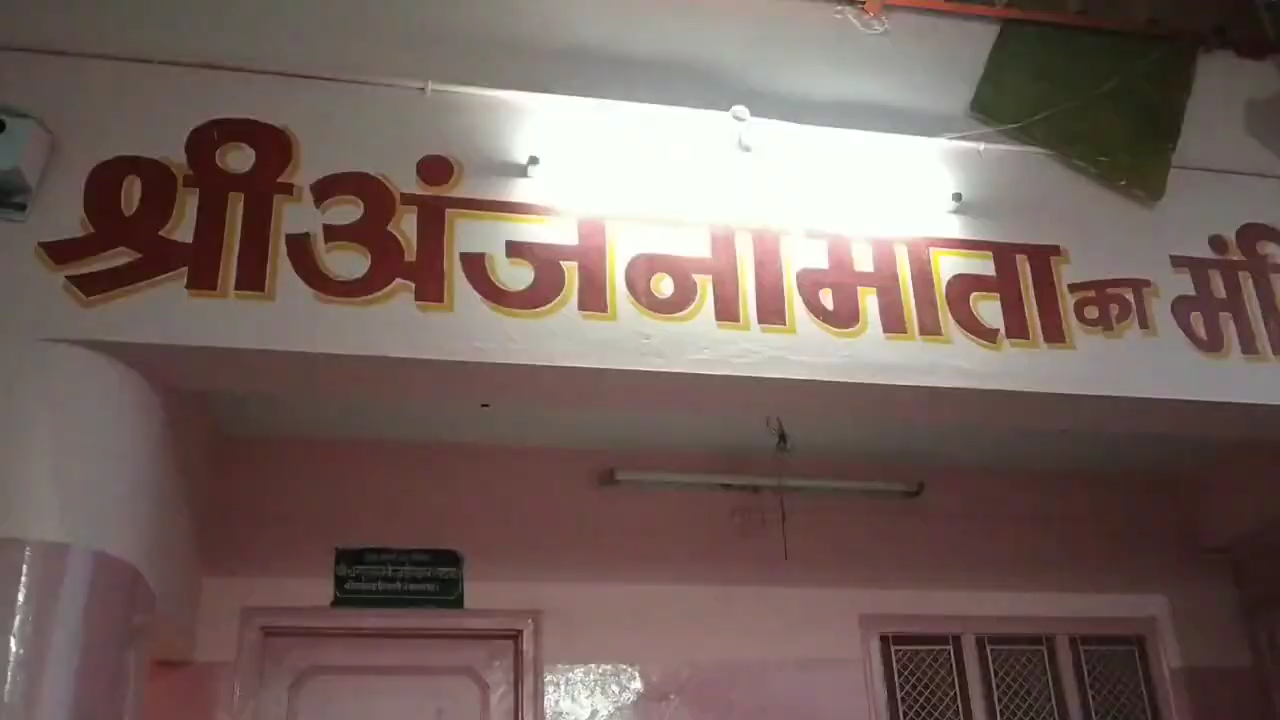 श्री अंजना माता का मं